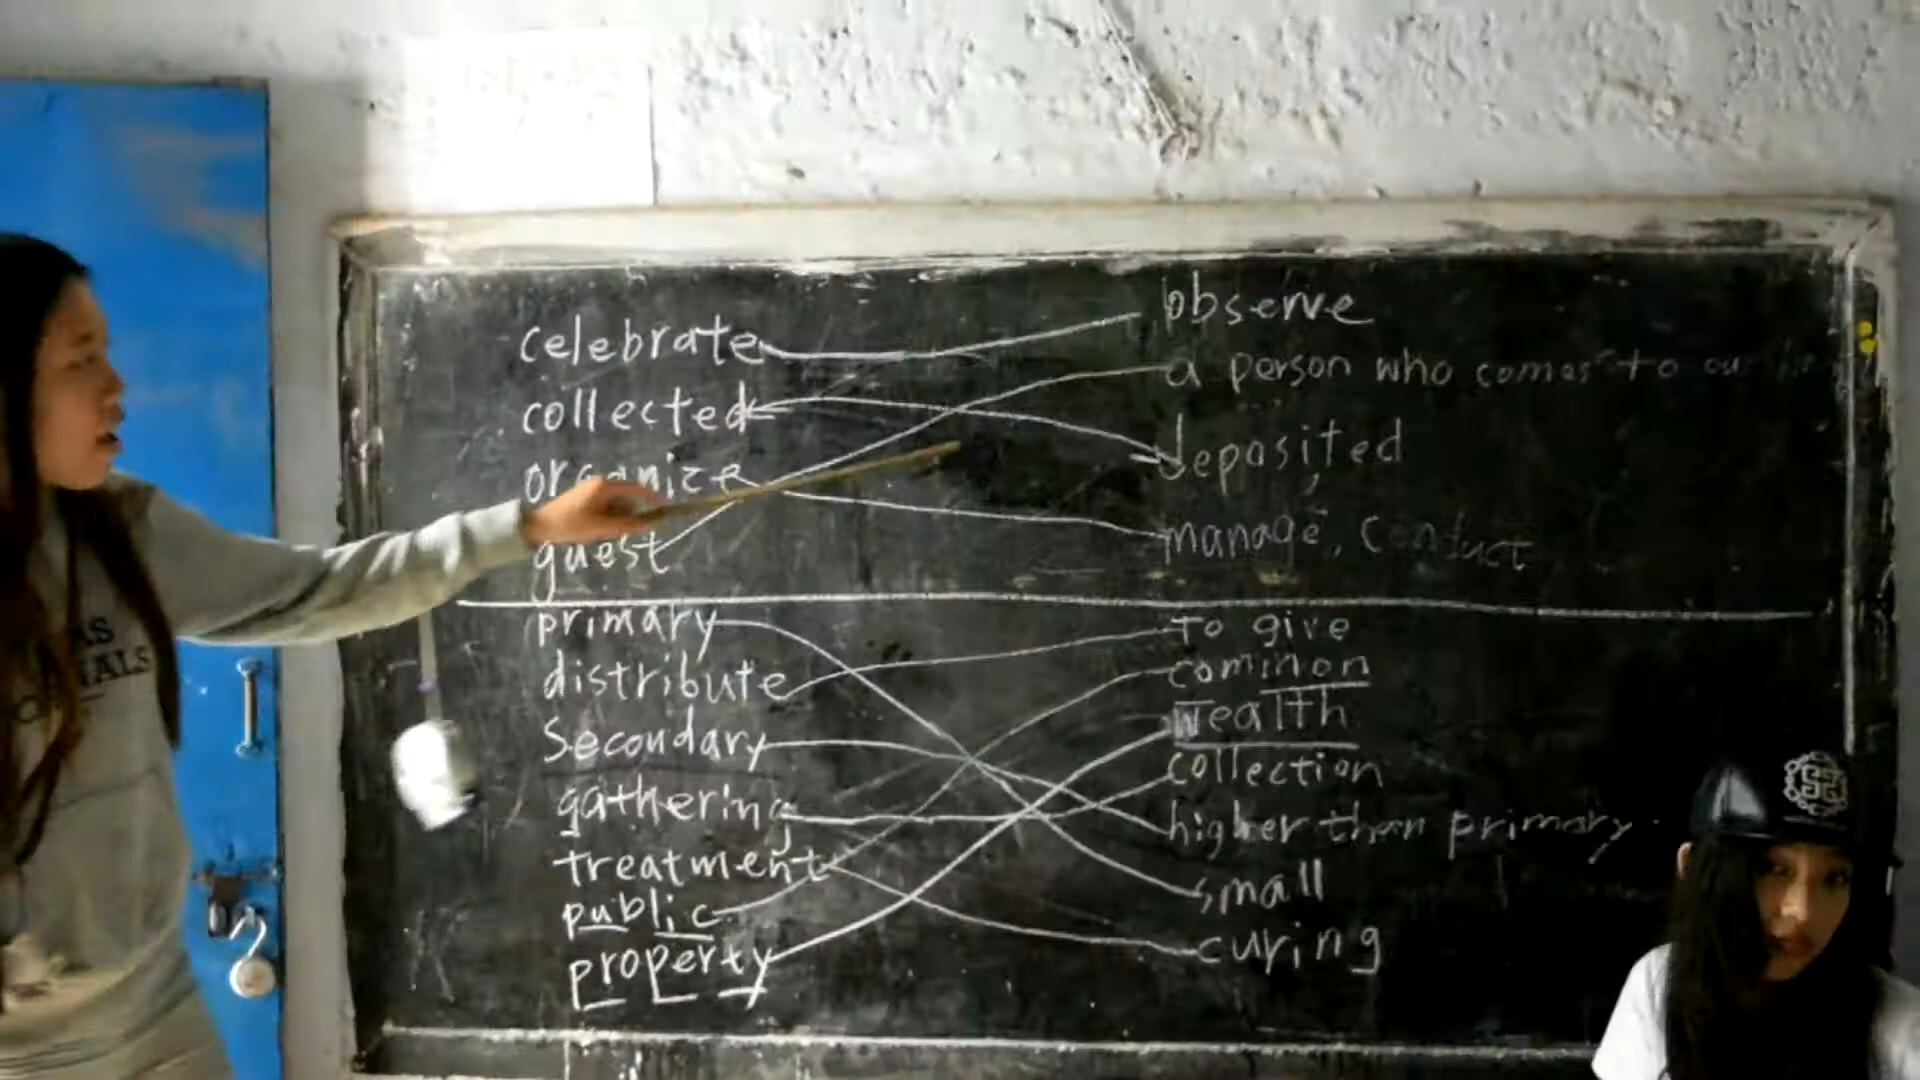 celebrate
collected
organize
guest
primary
distribute
Secondary
gathering
treatment
public
property
observe
a person who comes to
deposited
manage, conduct
To give
common
Wealth
collection
higher than primary.
small
curing